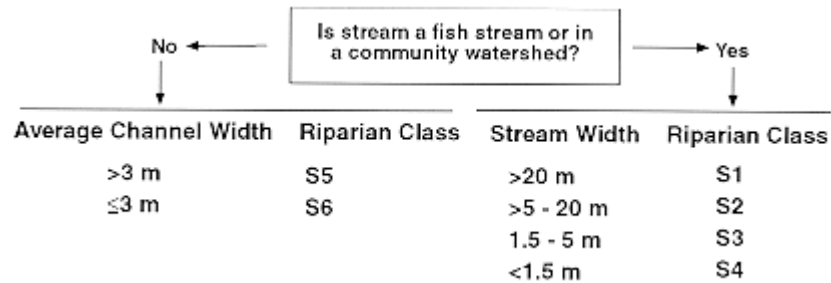 Is stream a fish stream or in
a community watershed?
No
Yes
Average Channel Width Riparian Class
>3 m S5
≤3 m S6
Stream Width Riparian Class
>20 m S1
>5 - 20 m S2
1.5 - 5 m S3
<1.5 m S4